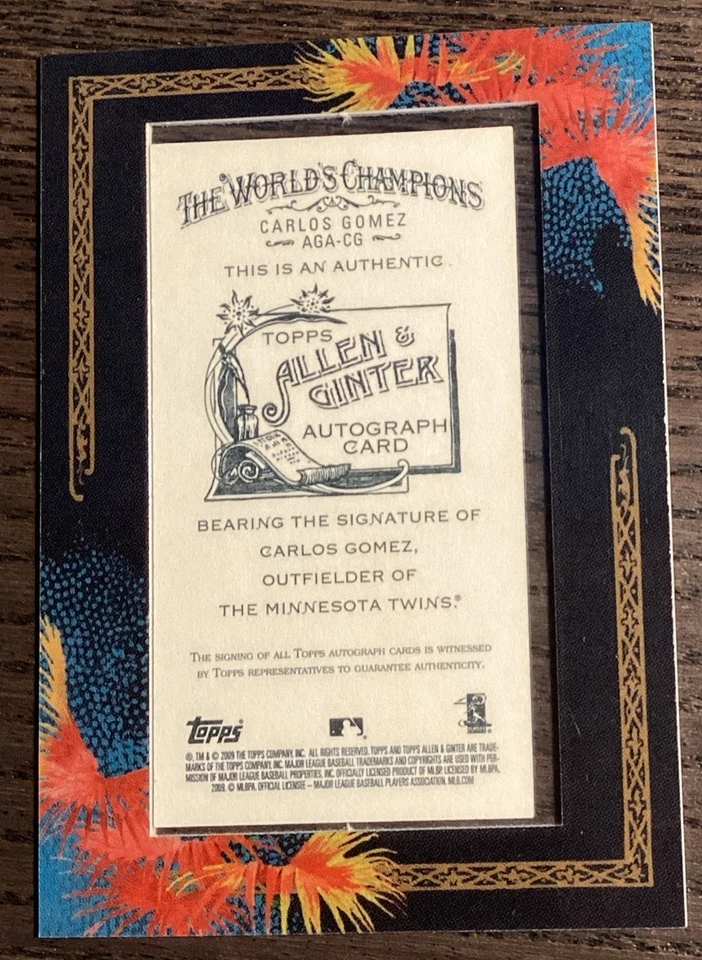 THE WORLD'S CHAMPIONS
CARLOS GOMEZ
AGA-CG
THIS IS AN AUTHENTIC
TOPPS
ALLEN &
GINTER
AUTOGRAPH
CARD
BEARING THE SIGNATURE OF
CARLOS GOMEZ,
OUTFIELDER OF
THE MINNESOTA TWINS.®
THE SIGNING OF ALL TOPPS AUTOGRAPH CARDS IS WITNESSED
BY TOPPS REPRESENTATIVES TO GUARANTEE AUTHENTICITY.
topps
®, TM & © 2009 THE TOPPS COMPANY, INC. ALL RIGHTS RESERVED. TOPPS AND TOPPS ALLEN & GINTER ARE TRADE-
MARKS OF THE TOPPS COMPANY, INC. MAJOR LEAGUE BASEBALL TRADEMARKS AND COPYRIGHTS ARE USED WITH PER-
MISSION OF MAJOR LEAGUE BASEBALL PROPERTIES, INC. OFFICIALLY LICENSED PRODUCT OF MLBP. LICENSED BY MLBPA,
2009. © MLBPA. OFFICIAL LICENSEE – MAJOR LEAGUE BASEBALL PLAYERS ASSOCIATION. MLB.COM